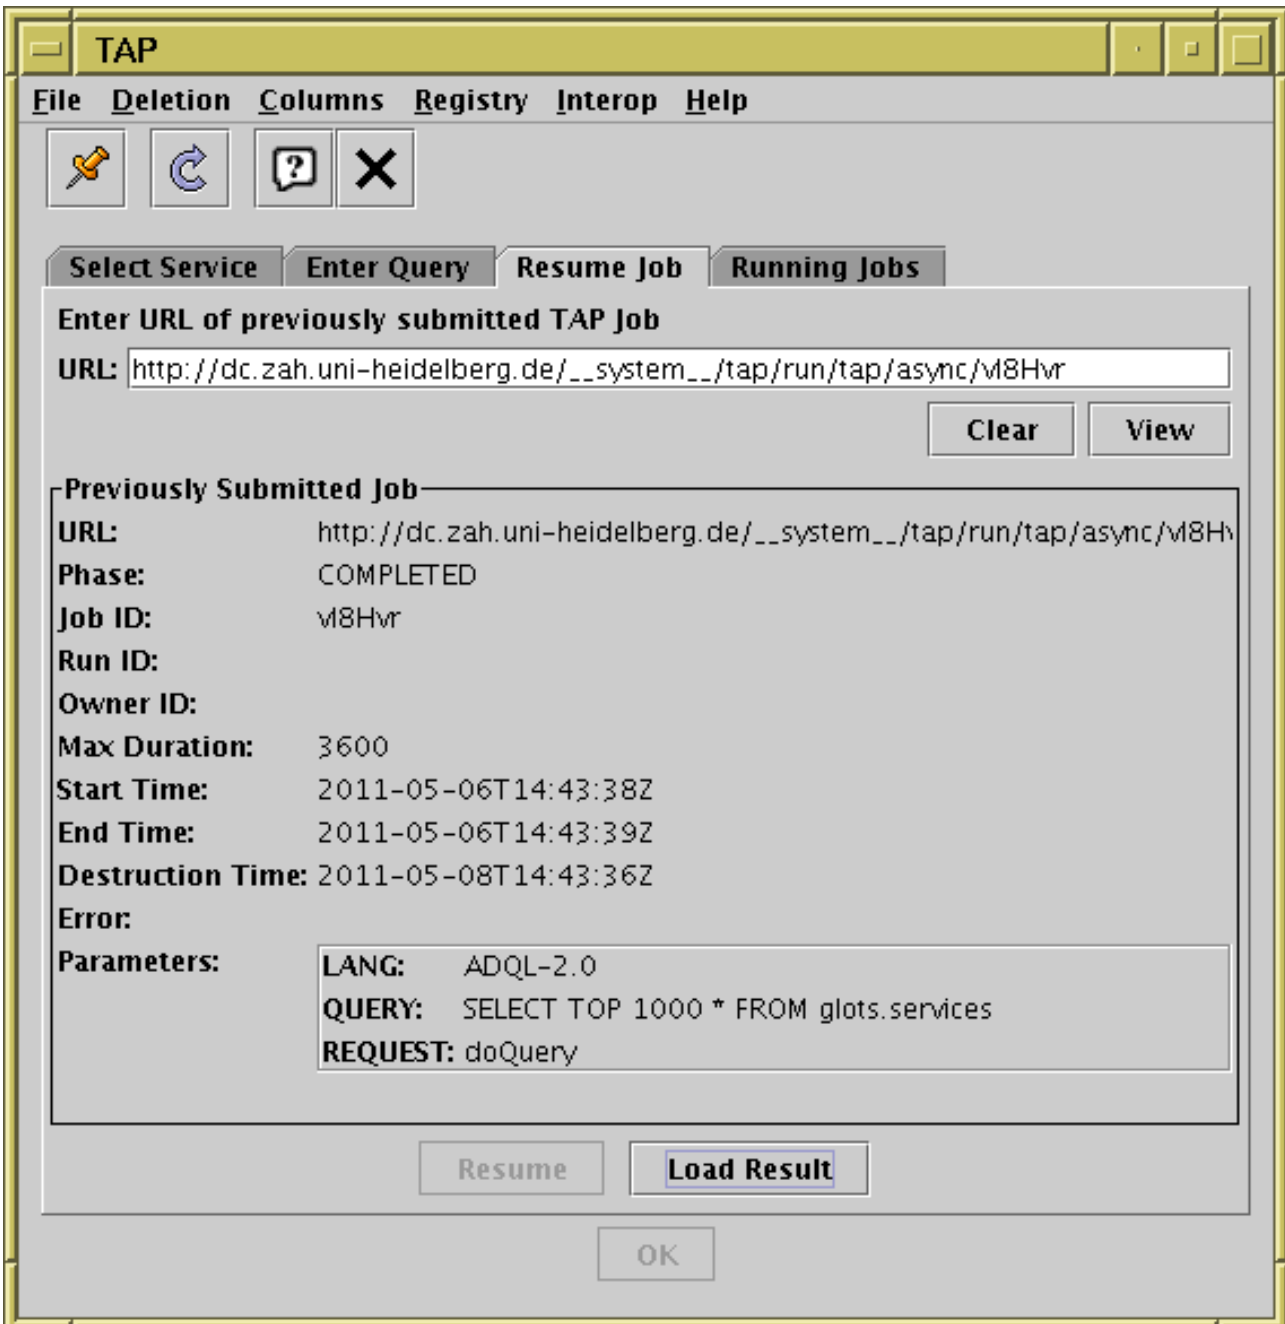 TAP
File Deletion Columns Registry Interop Help
Select Service Enter Query Resume Job Running Jobs
Enter URL of previously submitted TAP Job
URL: http://dc.zah.uni-heidelberg.de/__system__/tap/run/tap/async/vl8Hvr
Clear View
Previously Submitted Job
URL: http://dc.zah.uni-heidelberg.de/__system__/tap/run/tap/async/vl8Hv
Phase: COMPLETED
Job ID: vl8Hvr
Run ID:
Owner ID:
Max Duration: 3600
Start Time: 2011-05-06T14:43:38Z
End Time: 2011-05-06T14:43:39Z
Destruction Time: 2011-05-08T14:43:36Z
Error:
Parameters: LANG: ADQL-2.0
QUERY: SELECT TOP 1000 * FROM glots.services
REQUEST: doQuery
Resume Load Result
OK